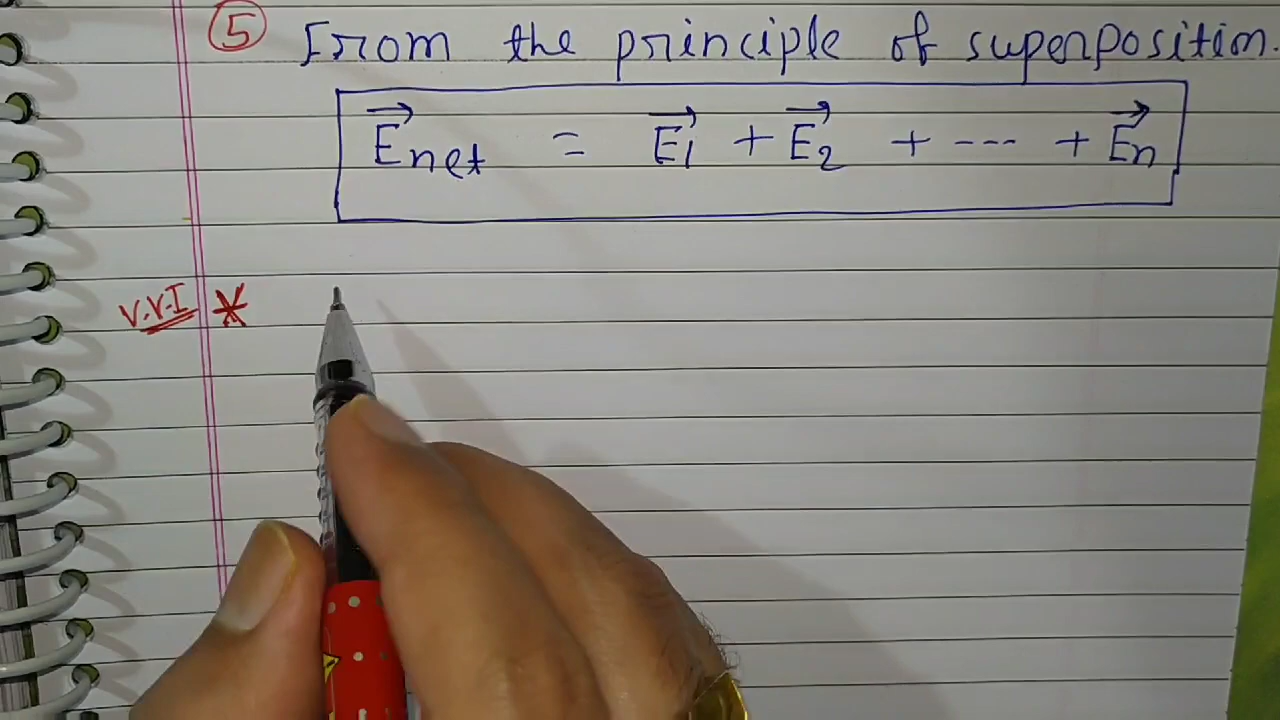 ⑤ From the principle of superposition.
E⃗net = E⃗1 + E⃗2 + --- + E⃗n
V.V.I *